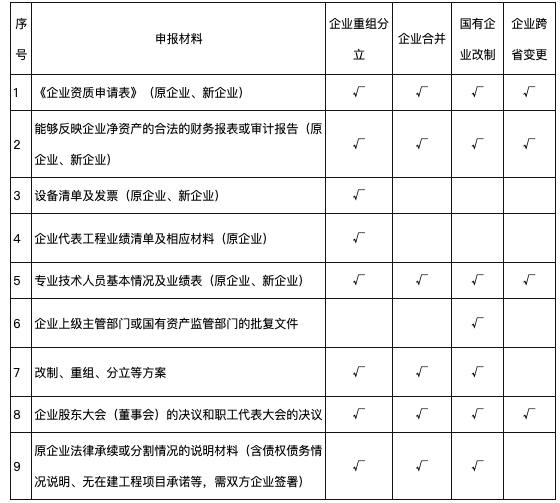 序号 申报材料 企业重组分立 企业合并 国有企业改制 企业跨省变更
1 《企业资质申请表》（原企业、新企业） √ √ √ √
2 能够反映企业净资产的合法的财务报表或审计报告（原
企业、新企业） √ √ √ √
3 设备清单及发票（原企业、新企业） √
4 企业代表工程业绩清单及相应材料（原企业） √
5 专业技术人员基本情况及业绩表（原企业、新企业） √ √ √ √
6 企业上级主管部门或国有资产监管部门的批复文件 √
7 改制、重组、分立等方案 √ √ √
8 企业股东大会（董事会）的决议和职工代表大会的决议 √ √ √ √
9 原企业法律承续或分割情况的说明材料（含债权债务情
况说明、无在建工程项目承诺等，需双方企业签署） √ √ √